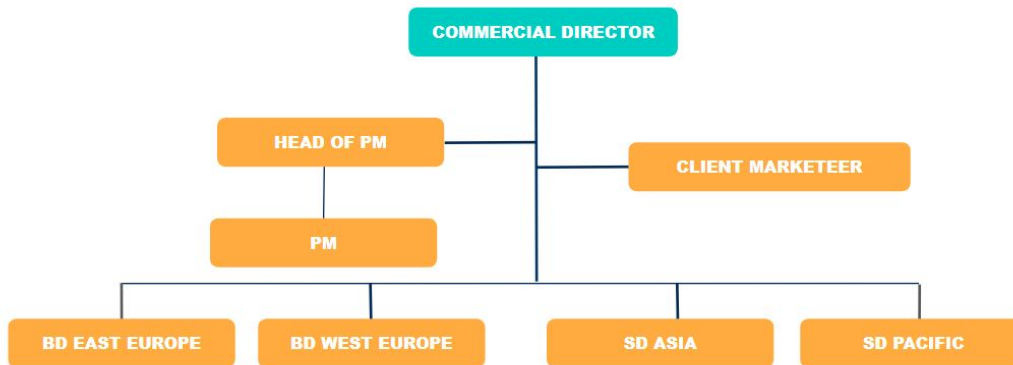 COMMERCIAL DIRECTOR
HEAD OF PM
CLIENT MARKETEER
PM
BD EAST EUROPE
BD WEST EUROPE
SD ASIA
SD PACIFIC